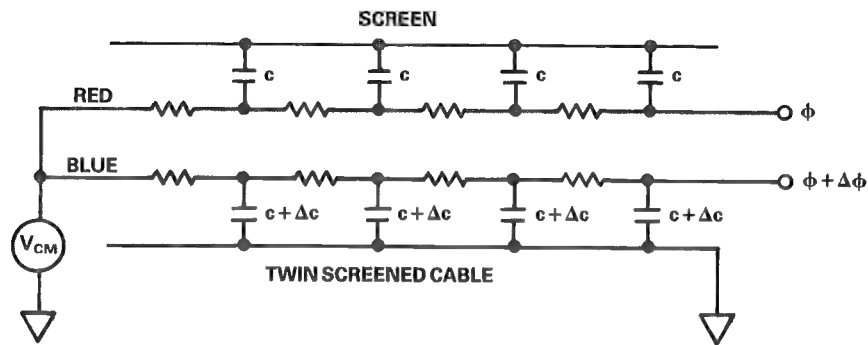 SCREEN
c c c c
RED
ϕ
BLUE
ϕ + Δϕ
c + Δc c + Δc c + Δc c + Δc
V_CM
TWIN SCREENED CABLE